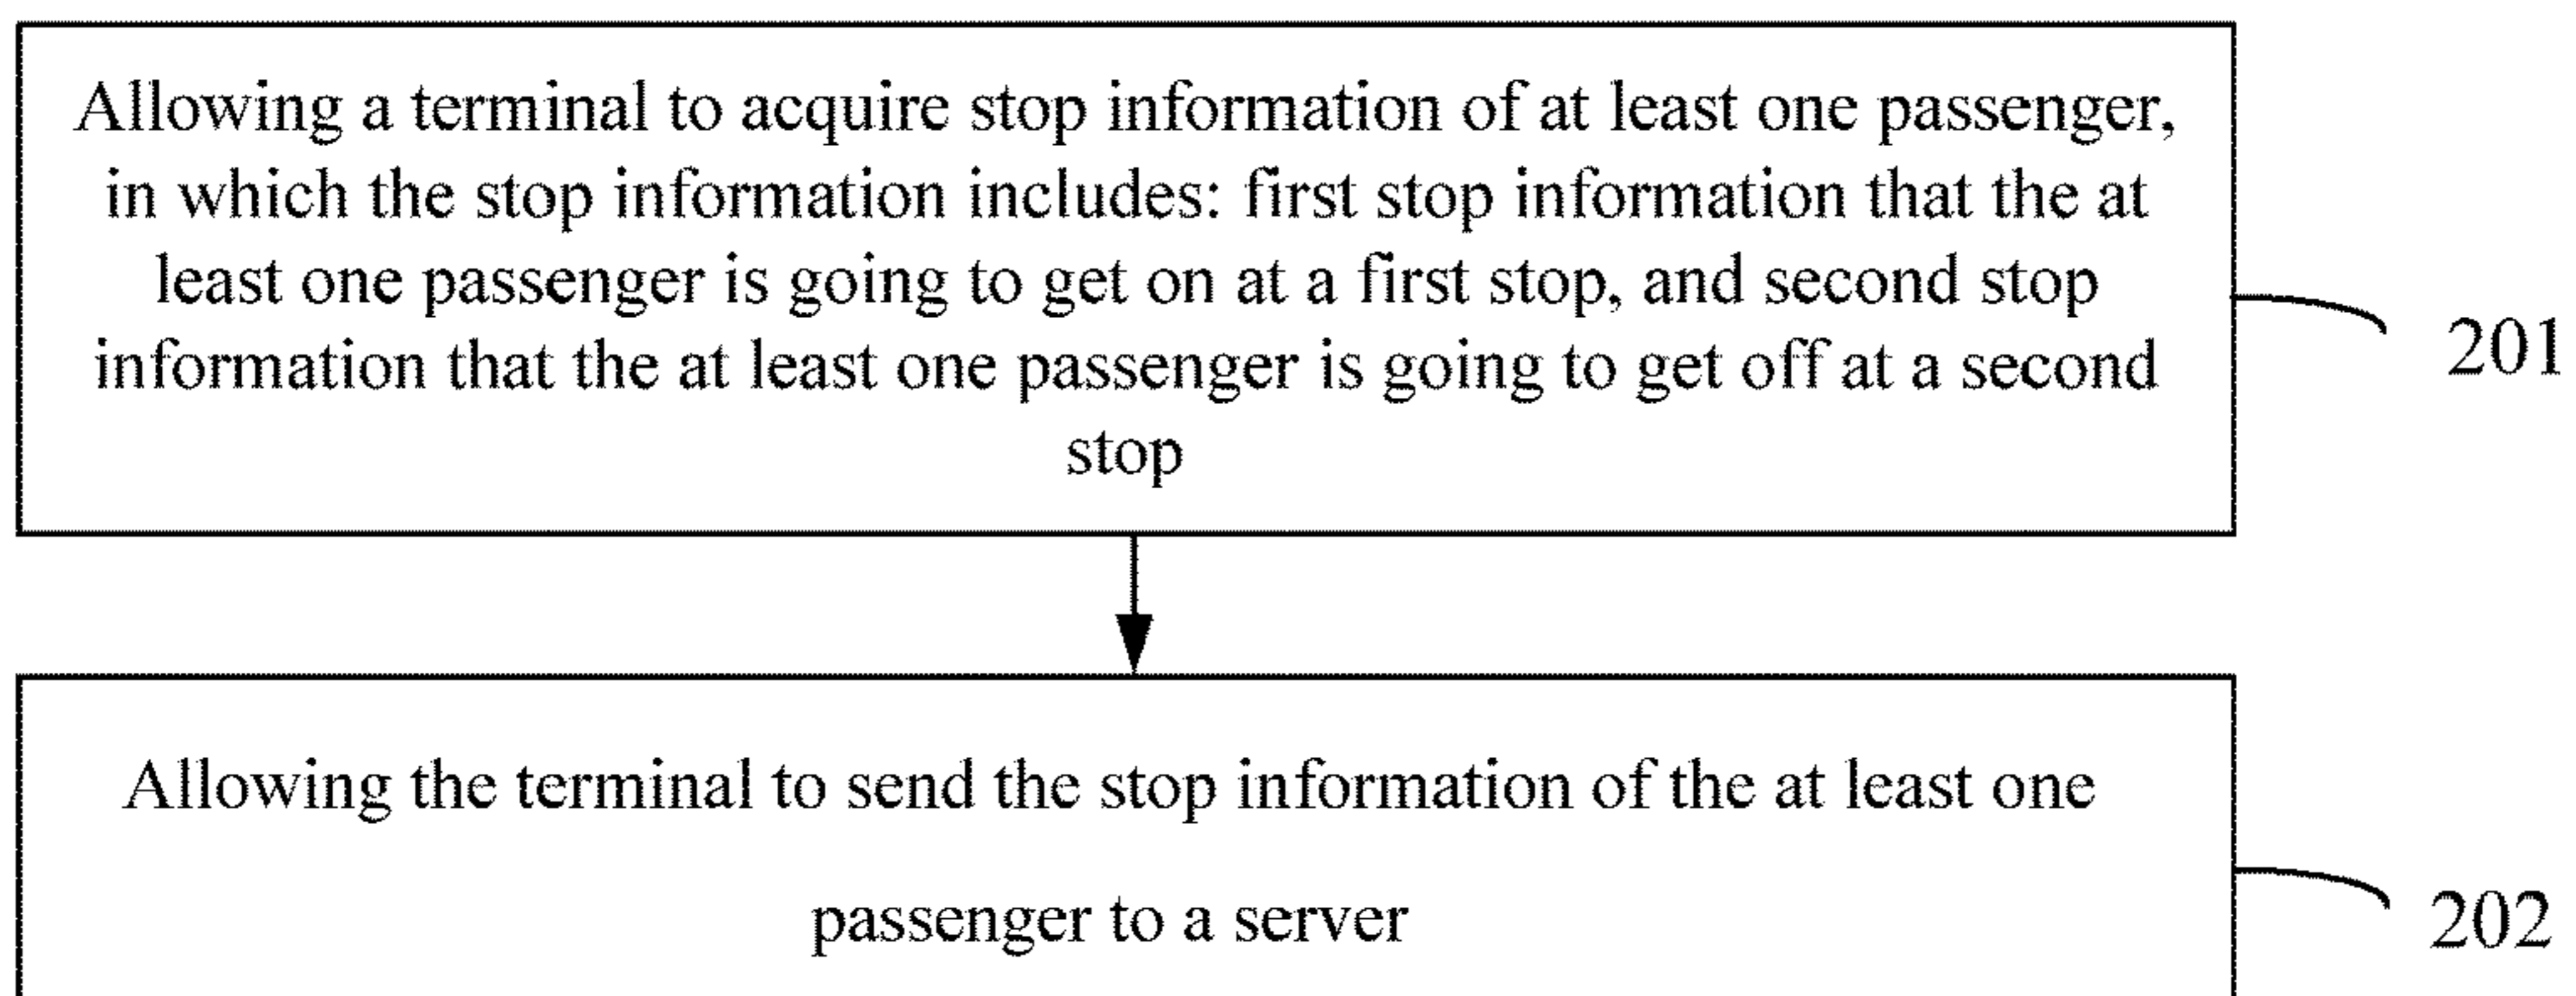 Allowing a terminal to acquire stop information of at least one passenger,
in which the stop information includes: first stop information that the at
least one passenger is going to get on at a first stop, and second stop
information that the at least one passenger is going to get off at a second
stop
201
Allowing the terminal to send the stop information of the at least one
passenger to a server
202